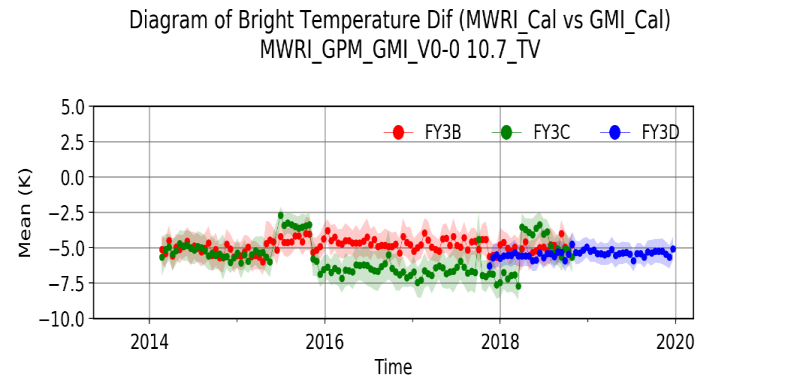 Diagram of Bright Temperature Dif (MWRI_Cal vs GMI_Cal)
MWRI_GPM_GMI_V0-0 10.7_TV
FY3B FY3C FY3D
5.0
2.5
0.0
−2.5
−5.0
−7.5
−10.0
Mean (K)
2014 2016 2018 2020
Time